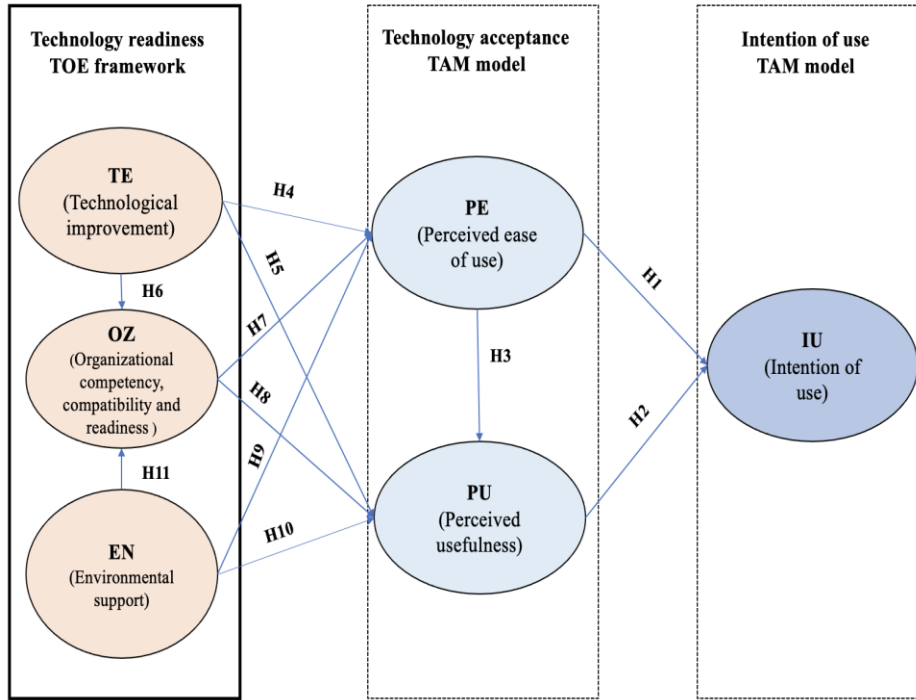 Technology readiness
TOE framework
Technology acceptance
TAM model
Intention of use
TAM model
TE
(Technological
improvement)
H6
OZ
(Organizational
competency,
compatibility and
readiness )
H11
EN
(Environmental
support)
H4
H5
H7
H8
H9
H10
PE
(Perceived ease
of use)
H3
PU
(Perceived
usefulness)
H1
H2
IU
(Intention of
use)